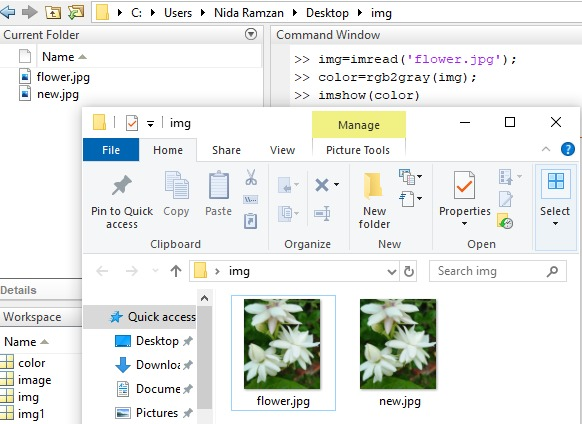 C: › Users › Nida Ramzan › Desktop › img
Current Folder
Command Window
Name
flower.jpg
new.jpg
>> img=imread('flower.jpg');
>> color=rgb2gray(img);
>> imshow(color)
img
Manage
File
Home
Share
View
Picture Tools
Pin to Quick access
Copy
Paste
New folder
Properties
Select
Clipboard
Organize
Open
img
Search img
Quick access
Desktop
Downloa
Docume
Pictures
flower.jpg
new.jpg
Details
Workspace
Name
color
image
img
img1